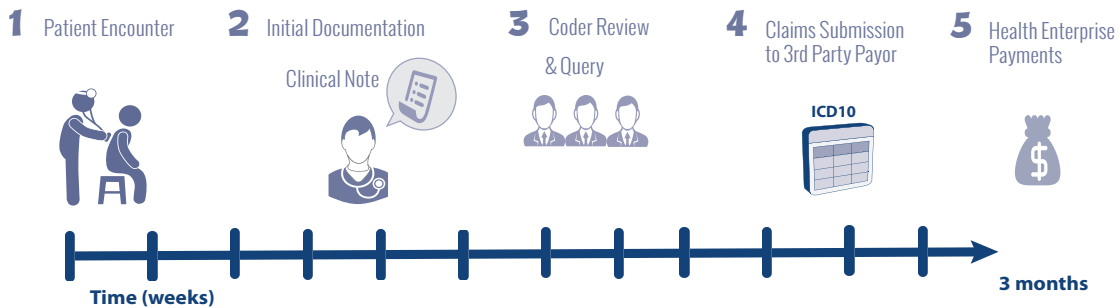 1 Patient Encounter
2 Initial Documentation
Clinical Note
3 Coder Review
& Query
4 Claims Submission
to 3rd Party Payor
ICD10
5 Health Enterprise
Payments
$
Time (weeks)
3 months